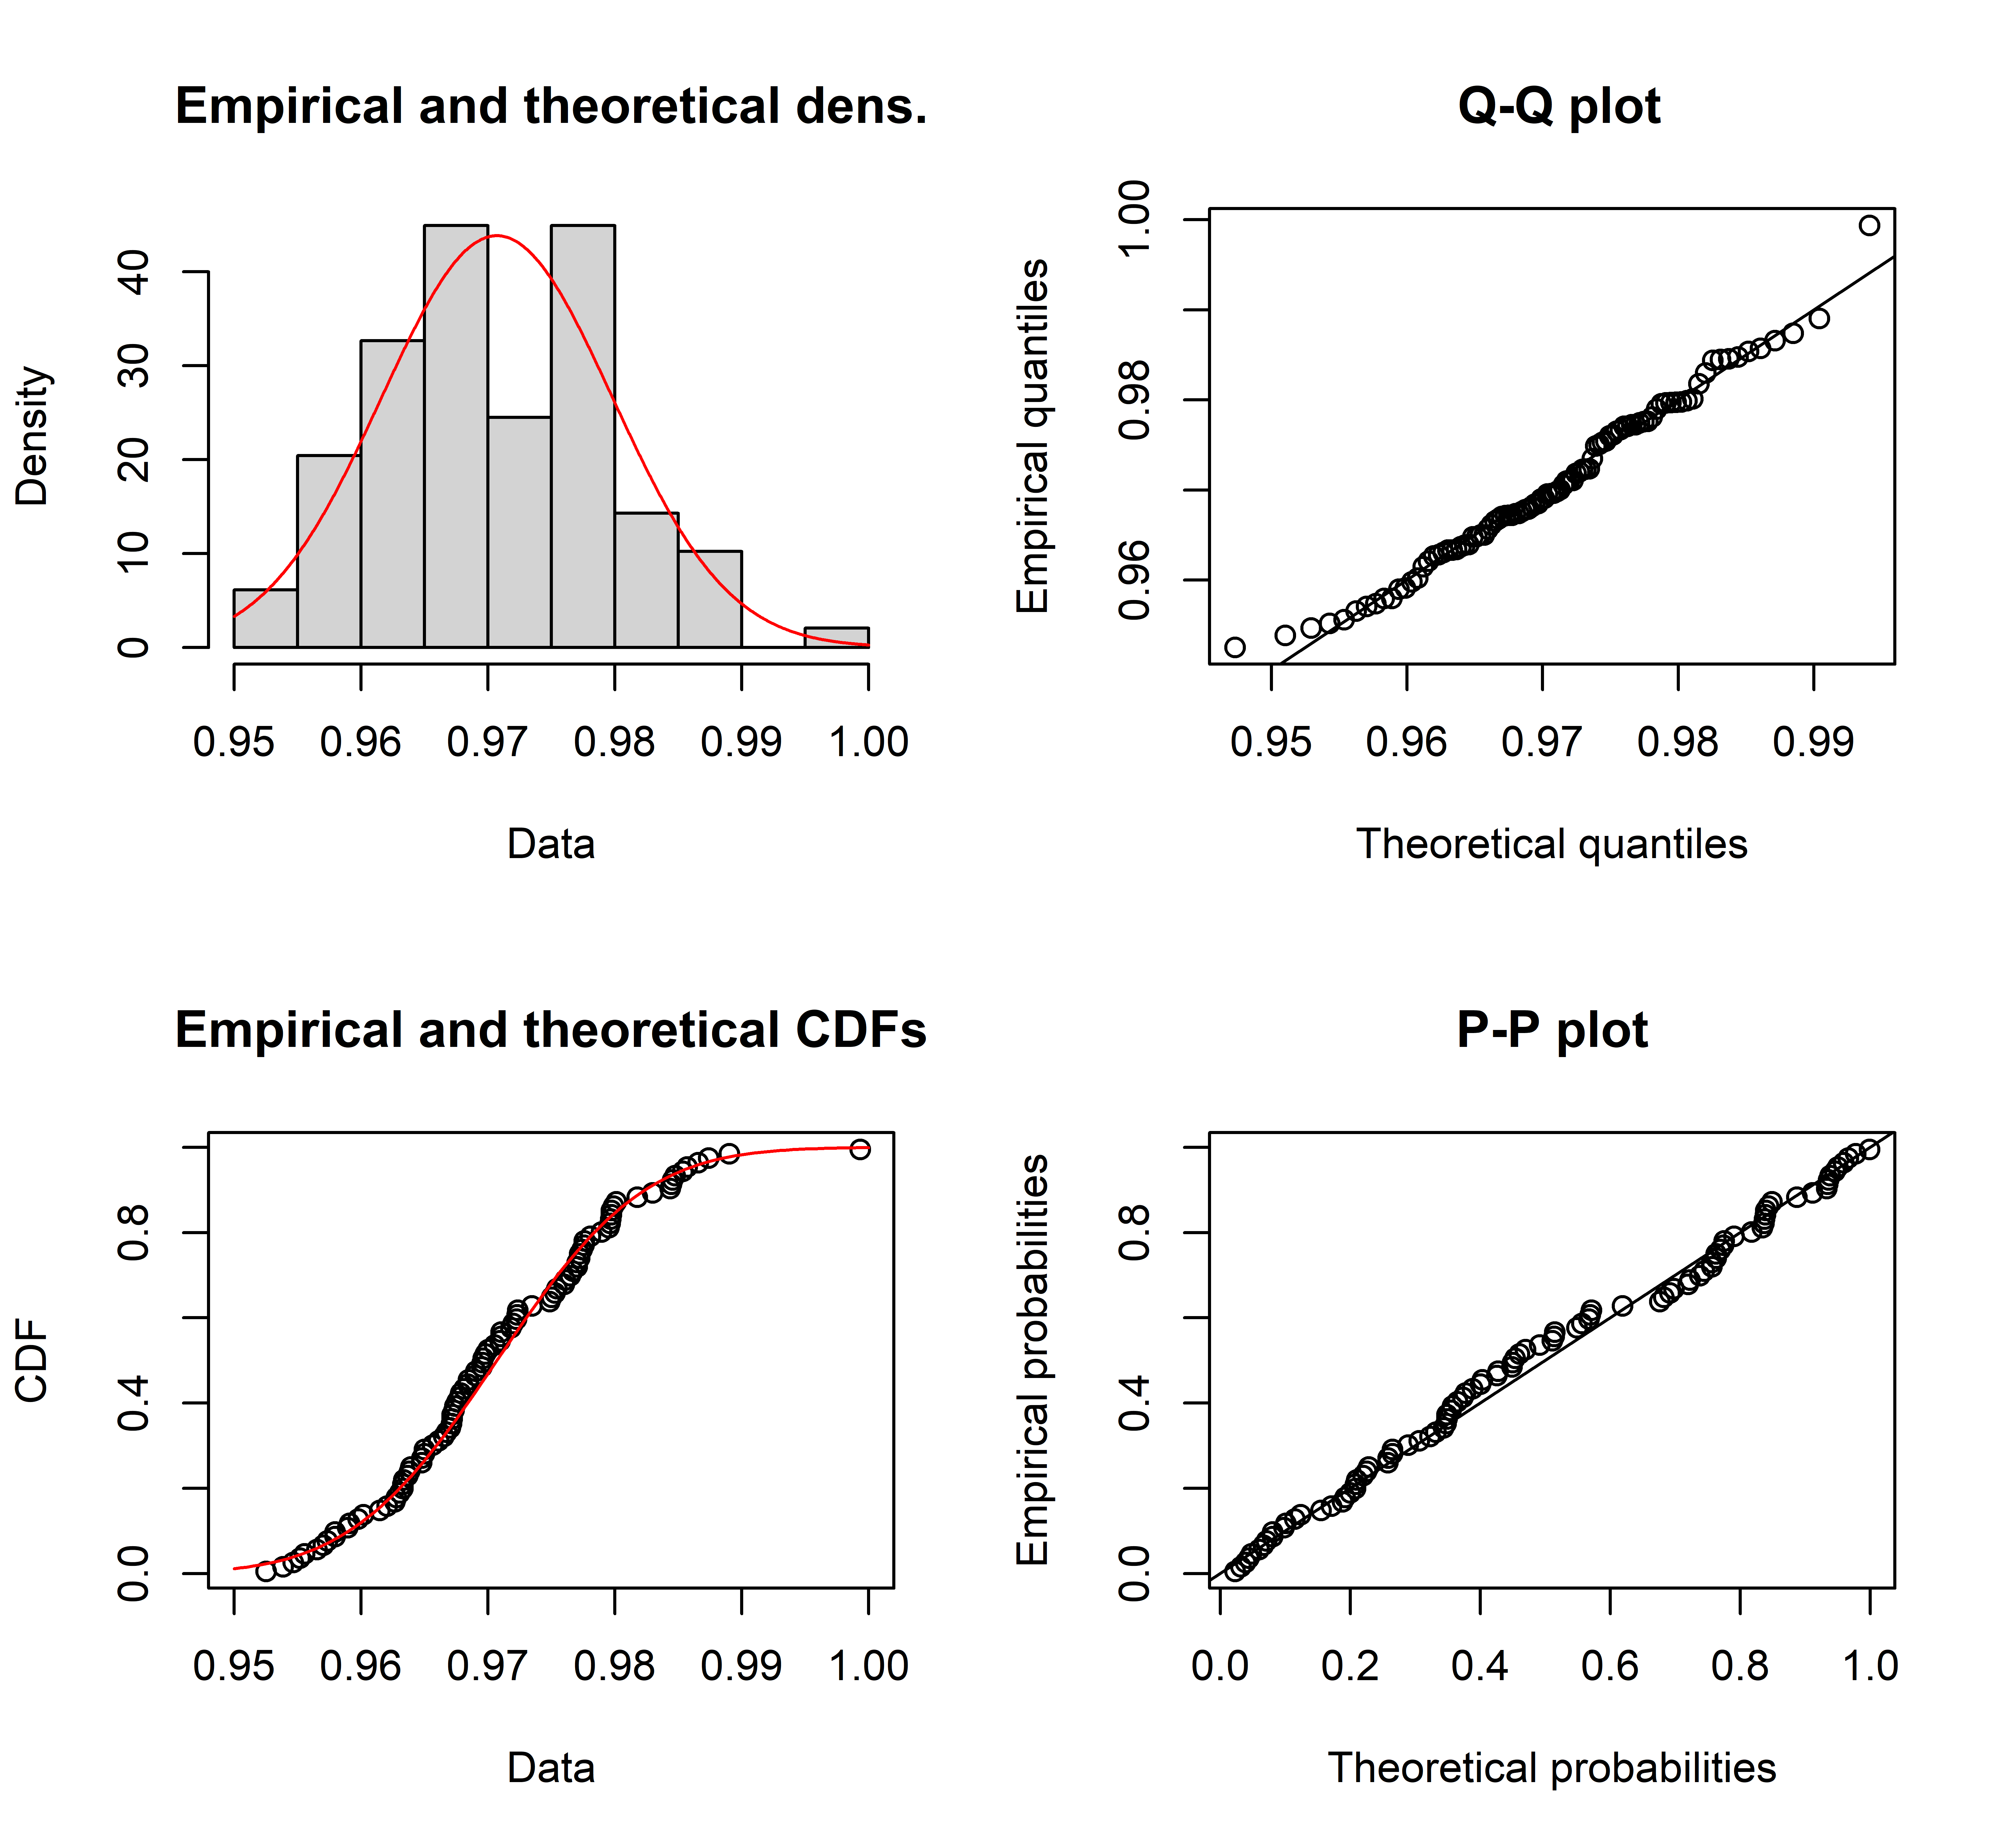 Empirical and theoretical dens.
Density
0 10 20 30 40
0.95 0.96 0.97 0.98 0.99 1.00
Data
Q-Q plot
Empirical quantiles
0.96 0.98 1.00
0.95 0.96 0.97 0.98 0.99
Theoretical quantiles
Empirical and theoretical CDFs
CDF
0.0 0.4 0.8
0.95 0.96 0.97 0.98 0.99 1.00
Data
P-P plot
Empirical probabilities
0.0 0.4 0.8
0.0 0.2 0.4 0.6 0.8 1.0
Theoretical probabilities